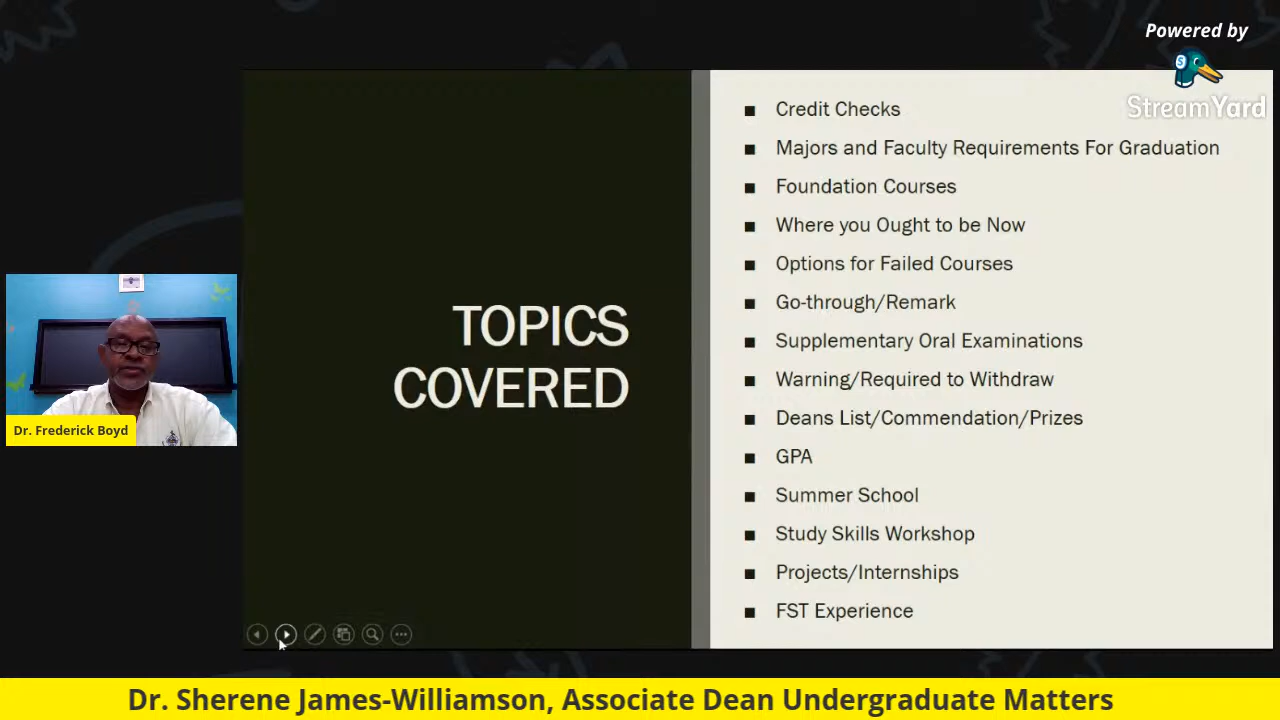 Powered by
StreamYard
TOPICS
COVERED
Credit Checks
Majors and Faculty Requirements For Graduation
Foundation Courses
Where you Ought to be Now
Options for Failed Courses
Go-through/Remark
Supplementary Oral Examinations
Warning/Required to Withdraw
Deans List/Commendation/Prizes
GPA
Summer School
Study Skills Workshop
Projects/Internships
FST Experience
Dr. Frederick Boyd
Dr. Sherene James-Williamson, Associate Dean Undergraduate Matters